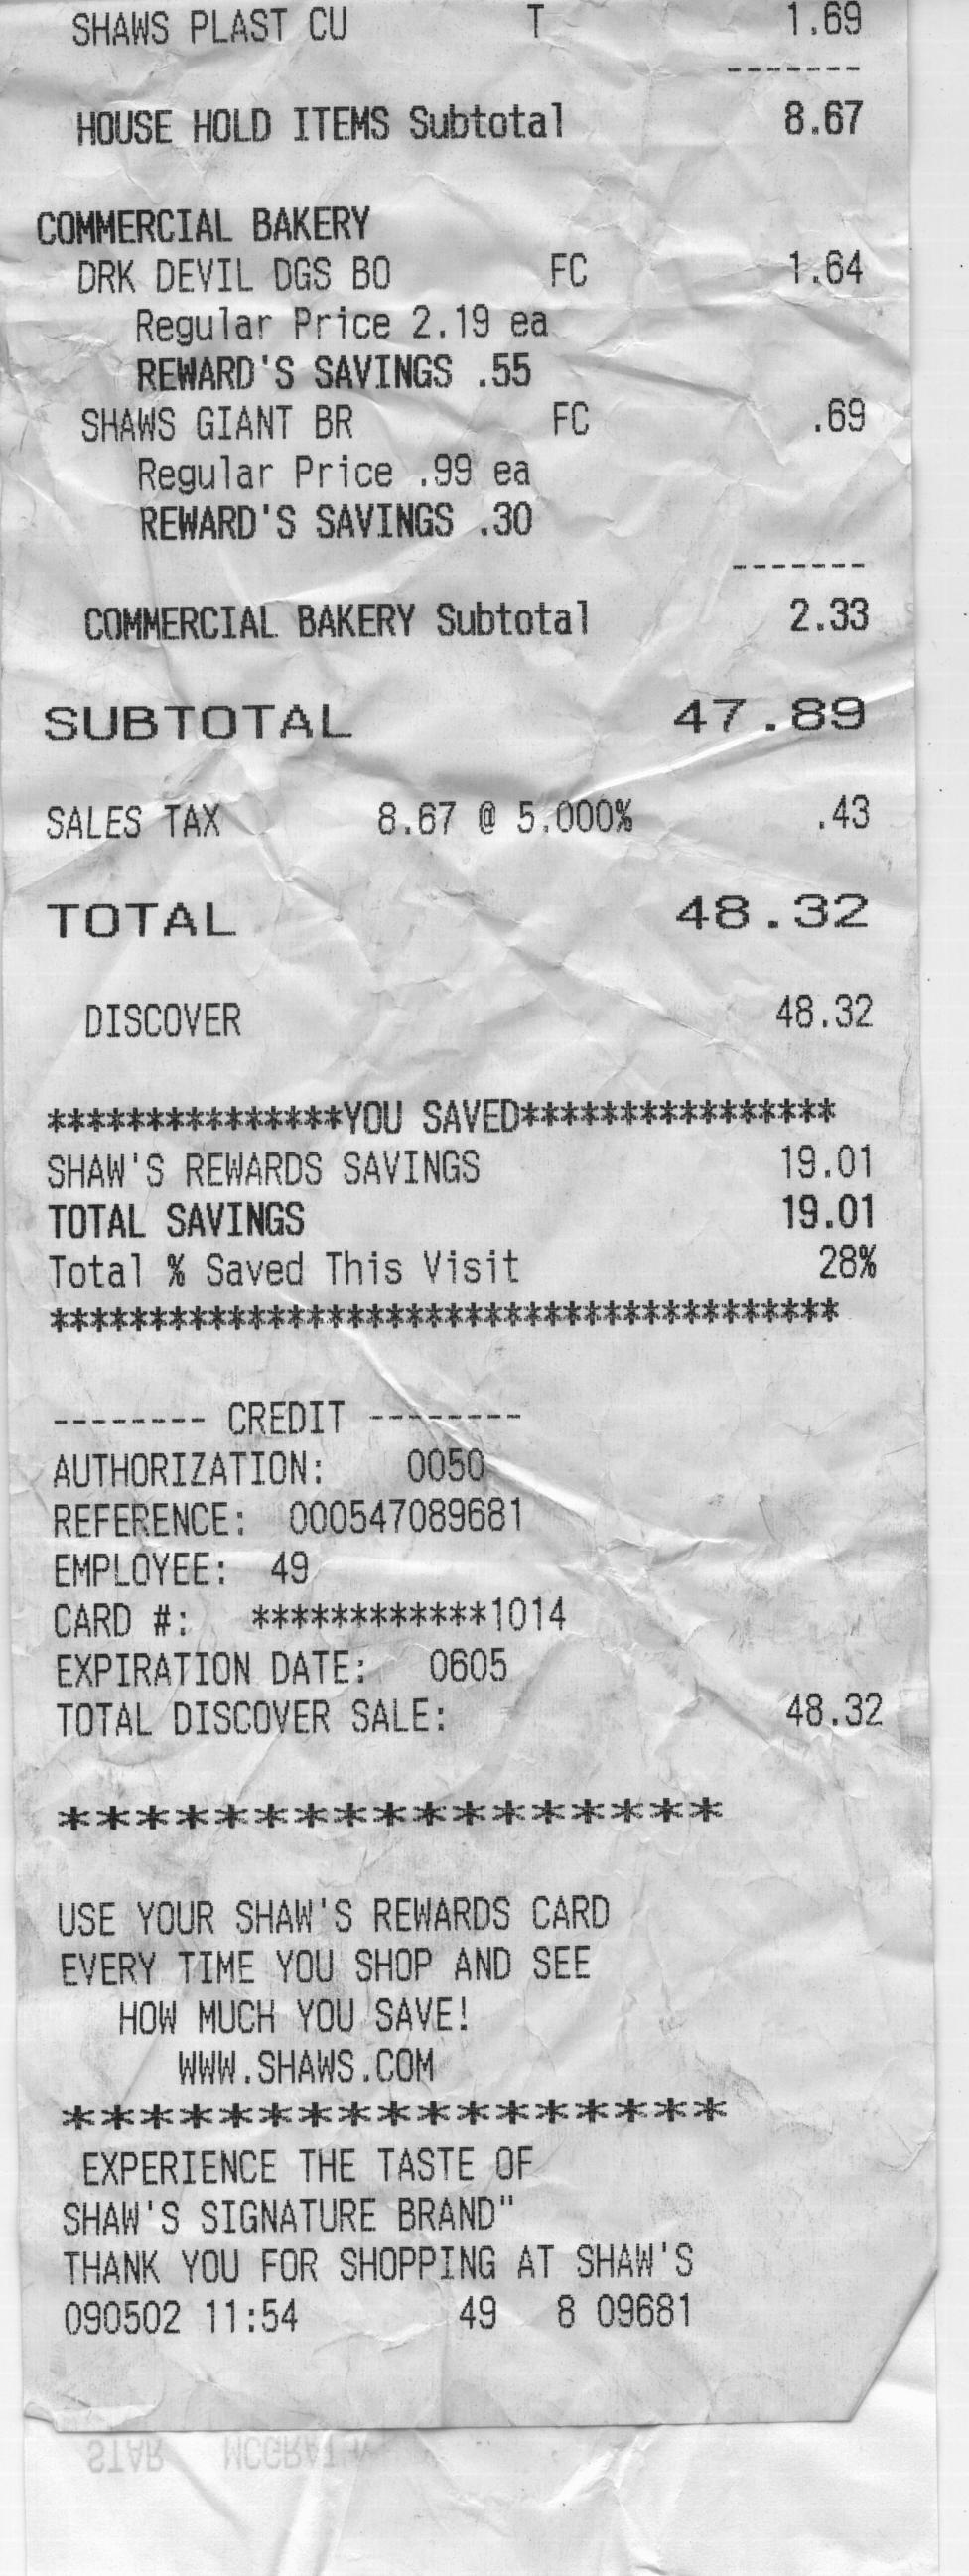 SHAWS PLAST CU T 1.69
-------
HOUSE HOLD ITEMS Subtotal 8.67
COMMERCIAL BAKERY
DRK DEVIL DGS BO FC 1.64
Regular Price 2.19 ea
REWARD'S SAVINGS .55
SHAWS GIANT BR FC .69
Regular Price .99 ea
REWARD'S SAVINGS .30
-------
COMMERCIAL BAKERY Subtotal 2.33
SUBTOTAL 47.89
SALES TAX 8.67 @ 5.000% .43
TOTAL 48.32
DISCOVER 48.32
***************YOU SAVED****************
SHAW'S REWARDS SAVINGS 19.01
TOTAL SAVINGS 19.01
Total % Saved This Visit 28%
****************************************
-------- CREDIT --------
AUTHORIZATION: 0050
REFERENCE: 000547089681
EMPLOYEE: 49
CARD #: ************1014
EXPIRATION DATE: 0605
TOTAL DISCOVER SALE: 48.32
*****************
USE YOUR SHAW'S REWARDS CARD
EVERY TIME YOU SHOP AND SEE
HOW MUCH YOU SAVE!
WWW.SHAWS.COM
*****************
EXPERIENCE THE TASTE OF
SHAW'S SIGNATURE BRAND"
THANK YOU FOR SHOPPING AT SHAW'S
090502 11:54 49 8 09681
STAR